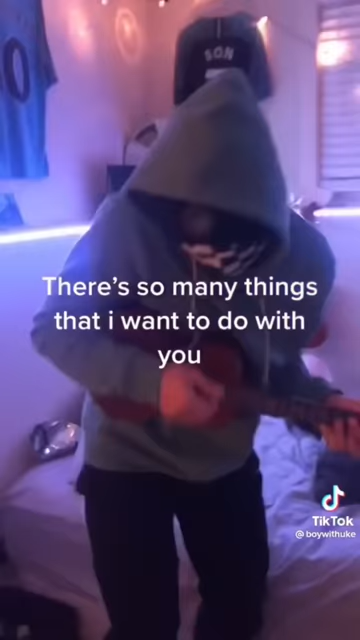 S.O.N
There's so many things
that i want to do with
you
TikTok
@ boywithuke